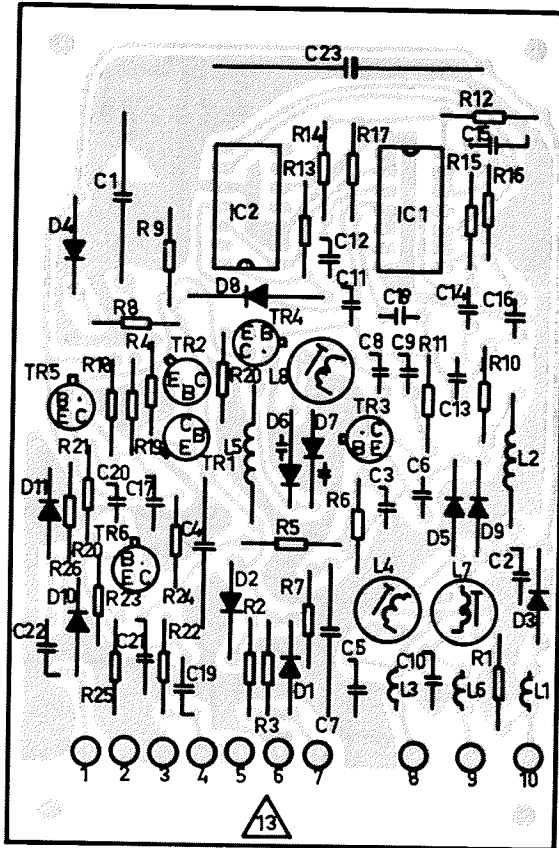 C23
R12
C15
R14
R17
R13
R15
R16
C1
IC2
IC1
D4
R9
C12
D8
C11
C18
C14
C16
R8
TR4
E B C
R4
TR2
E B C
C8
C9
R11
R10
TR5
B E C
R18
R20
L8
TR3
B C E
C13
R19
C B E
TR1
L5
D6
D7
L2
R21
D11
C20
C17
C4
R6
C3
C6
D5
D9
TR6
B E C
R5
R20
R26
R24
D2
R7
L4
L7
C2
D10
R23
D3
C22
C21
R22
R2
C19
R25
R3
D1
C5
C7
L3
C10
L6
R1
L1
1 2 3 4 5 6 7 8 9 10
13